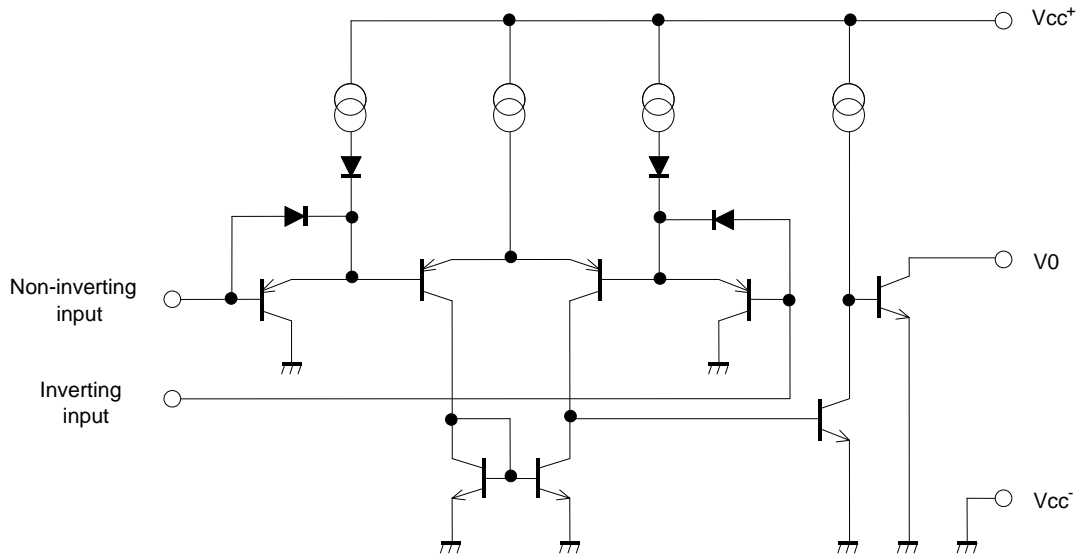 Vcc+
Non-inverting
input
V0
Inverting
input
Vcc-